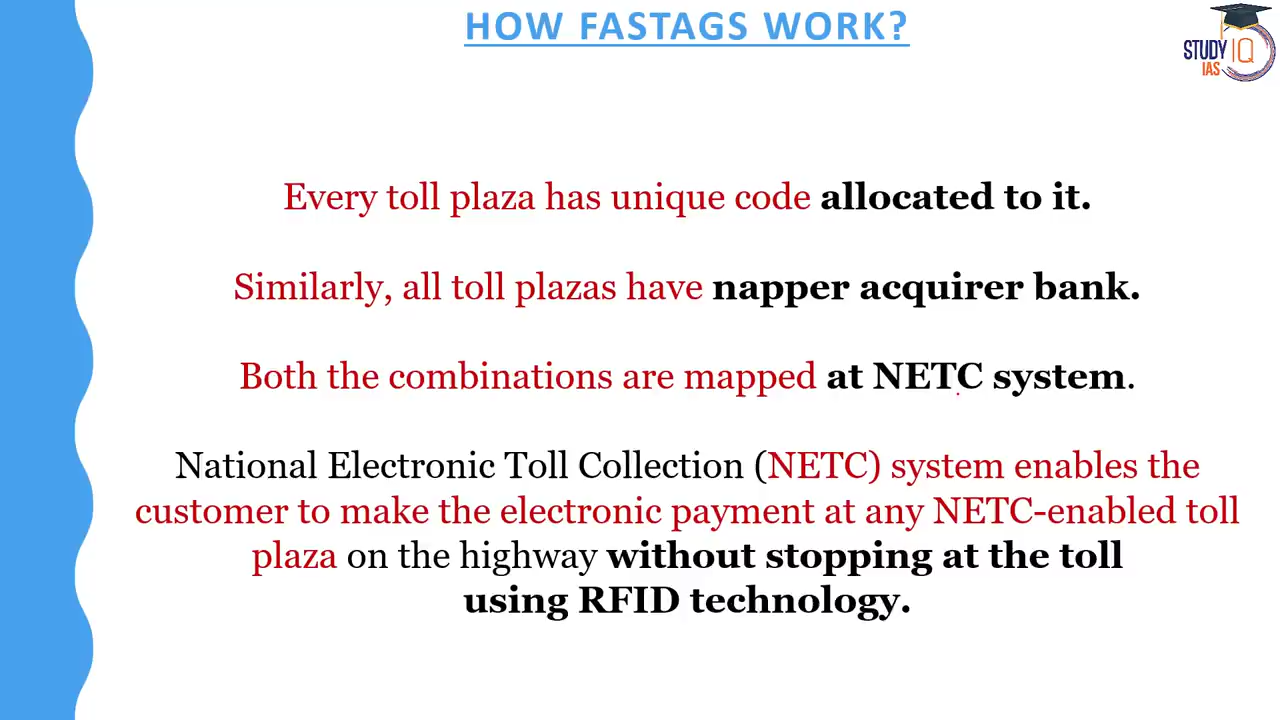 HOW FASTAGS WORK?
STUDY IQ
IAS
Every toll plaza has unique code allocated to it.
Similarly, all toll plazas have napper acquirer bank.
Both the combinations are mapped at NETC system.
National Electronic Toll Collection (NETC) system enables the
customer to make the electronic payment at any NETC-enabled toll
plaza on the highway without stopping at the toll
using RFID technology.